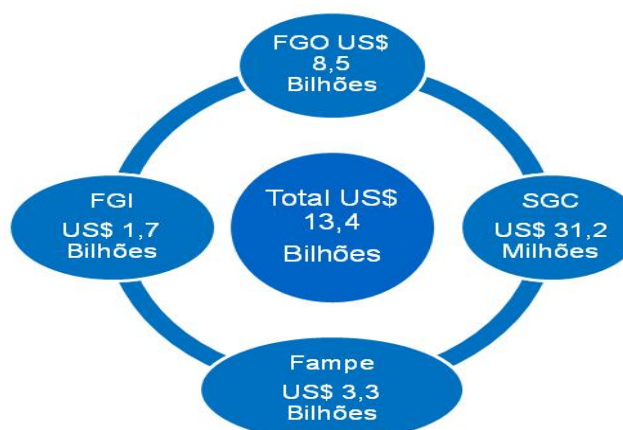 FGO US$
8,5
Bilhões
FGI
US$ 1,7
Bilhões
Total US$
13,4
Bilhões
SGC
US$ 31,2
Milhões
Fampe
US$ 3,3
Bilhões